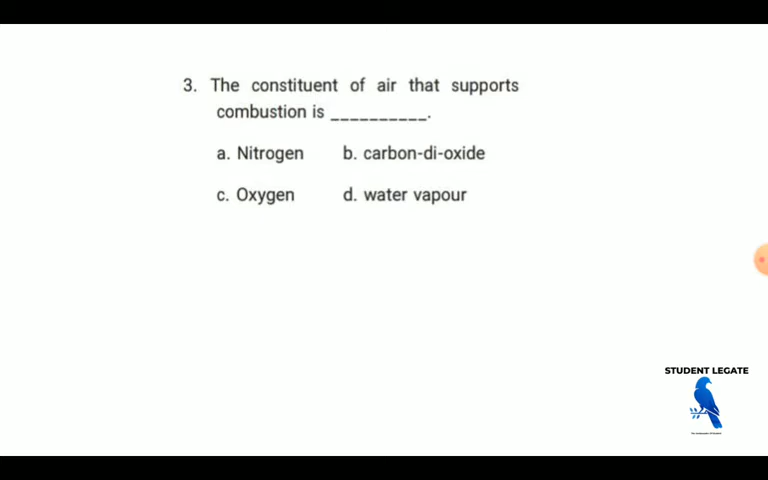 3. The constituent of air that supports
combustion is __________.
a. Nitrogen b. carbon-di-oxide
c. Oxygen d. water vapour
STUDENT LEGATE